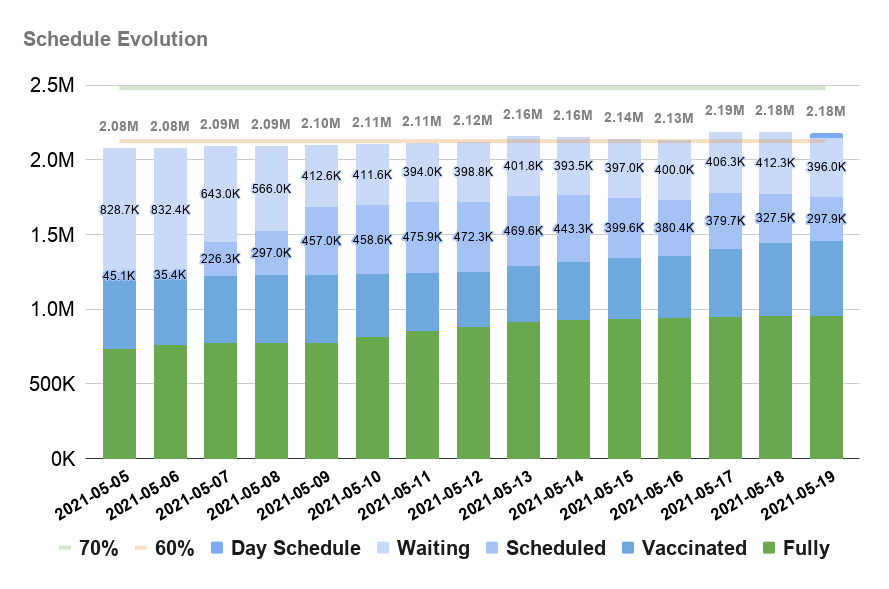 Schedule Evolution
2.5M
2.08M 2.08M 2.09M 2.09M 2.10M 2.11M 2.11M 2.12M 2.16M 2.16M 2.14M 2.13M 2.19M 2.18M 2.18M
2.0M
828.7K 832.4K 643.0K 566.0K 412.6K 411.6K 394.0K 398.8K 401.8K 393.5K 397.0K 400.0K 406.3K 412.3K 396.0K
1.5M
45.1K 35.4K 226.3K 297.0K 457.0K 458.6K 475.9K 472.3K 469.6K 443.3K 399.6K 380.4K 379.7K 327.5K 297.9K
1.0M
500K
0K
2021-05-05 2021-05-06 2021-05-07 2021-05-08 2021-05-09 2021-05-10 2021-05-11 2021-05-12 2021-05-13 2021-05-14 2021-05-15 2021-05-16 2021-05-17 2021-05-18 2021-05-19
70% 60% Day Schedule Waiting Scheduled Vaccinated Fully